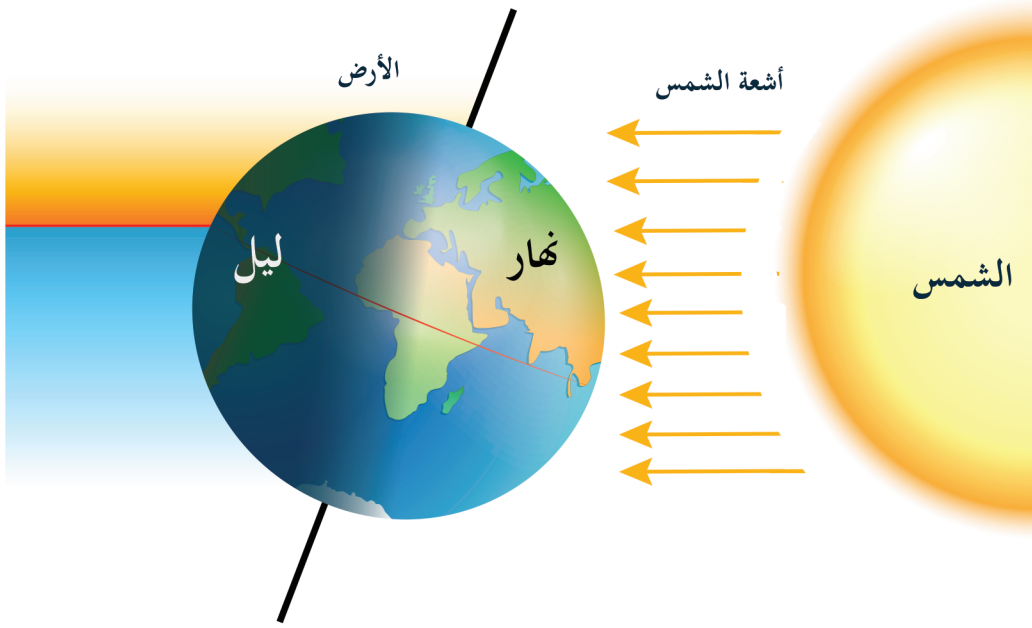 الأرض
أشعة الشمس
ليل
نهار
الشمس